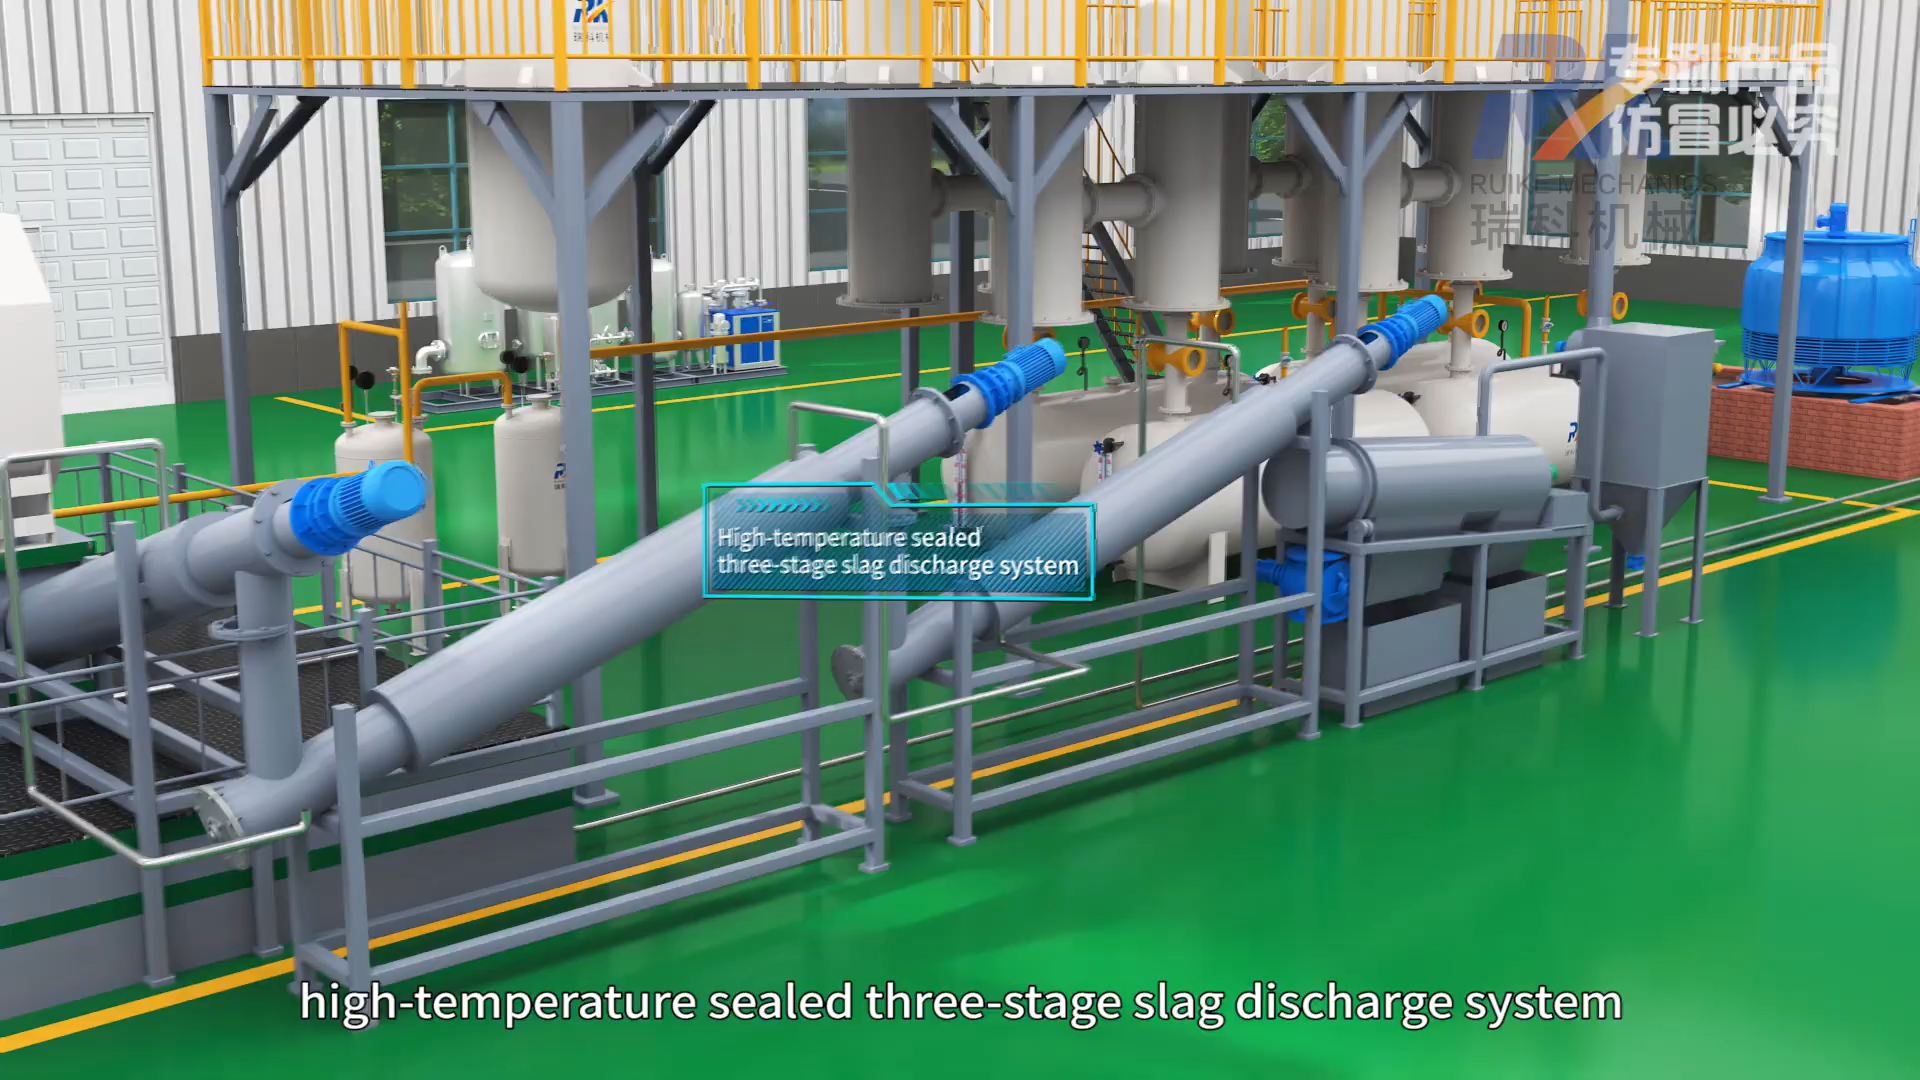 专利产品
仿冒必究
RUIKE MECHANICS
瑞科机械
High-temperature sealed
three-stage slag discharge system
high-temperature sealed three-stage slag discharge system